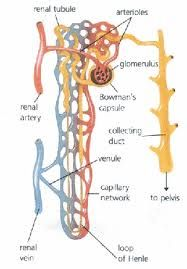 renal tubule
arterioles
glomerulus
renal
artery
Bowman's
capsule
collecting
duct
venule
capillary
network
to pelvis
renal
vein
loop
of Henle